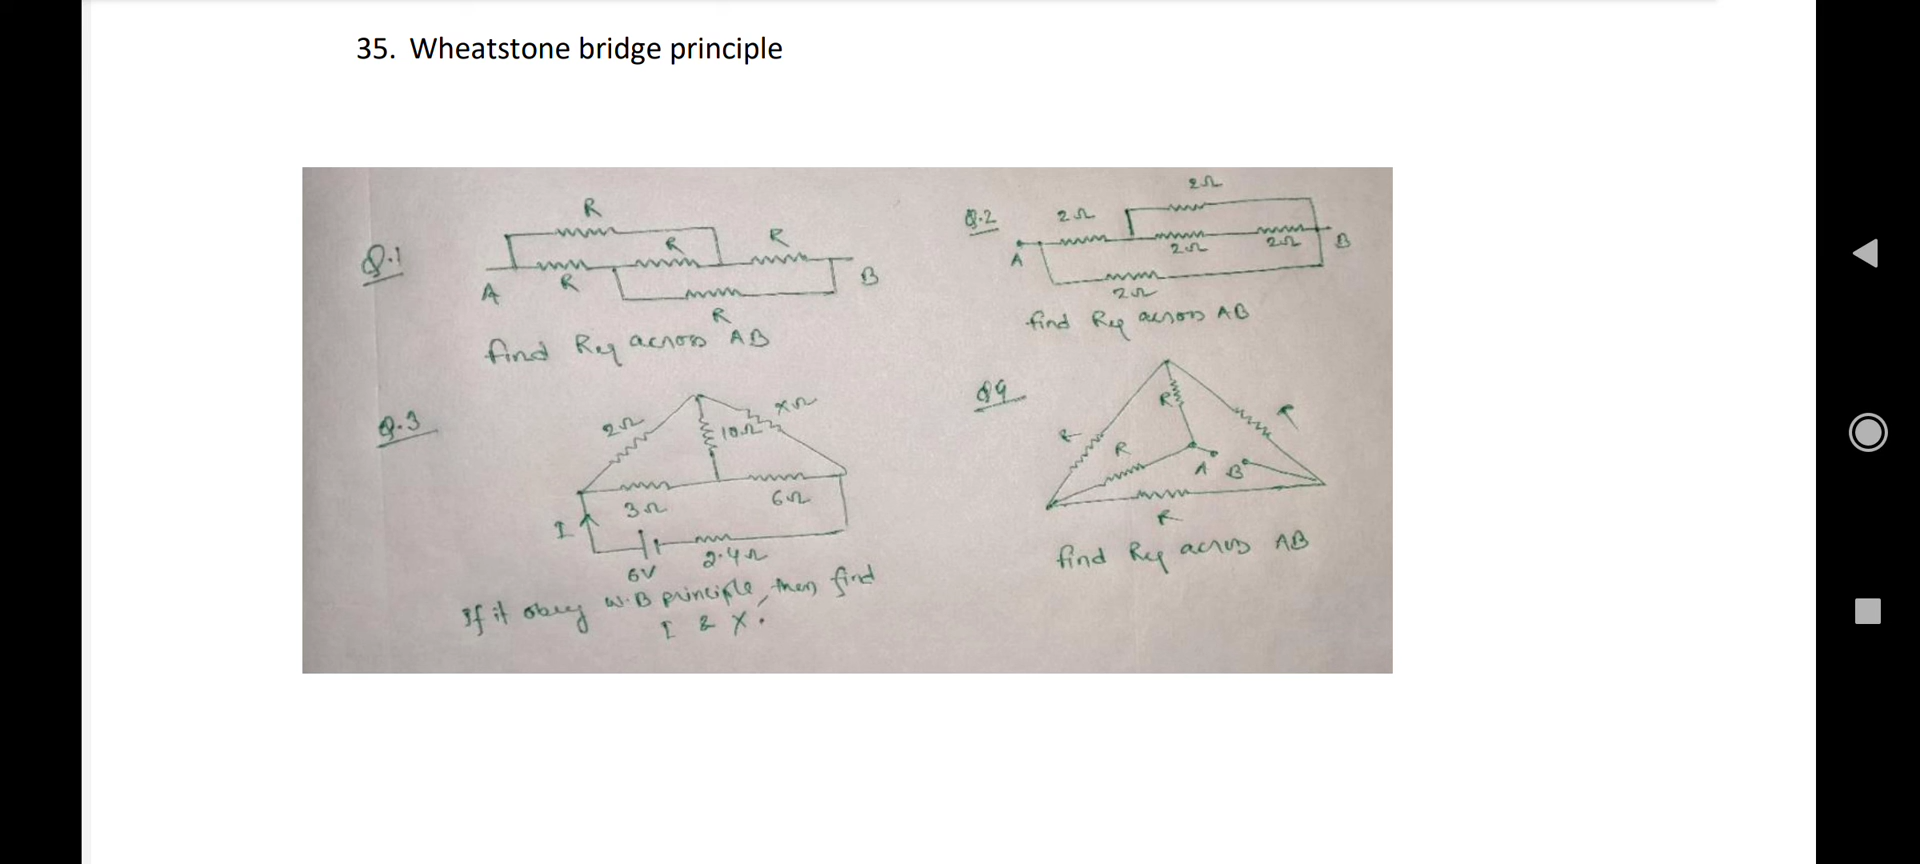 35. Wheatstone bridge principle
Q.1
R
R
R
R
A
B
R
find Req across AB
Q.2
2Ω
2Ω
2Ω
2Ω
A
B
2Ω
find Req across AB
Q.3
2Ω
XΩ
10Ω
3Ω
6Ω
I
6V
2.4Ω
If it obey W.B principle, then find
I & X.
Q4
R
R
R
R
A
B
R
find Req across AB